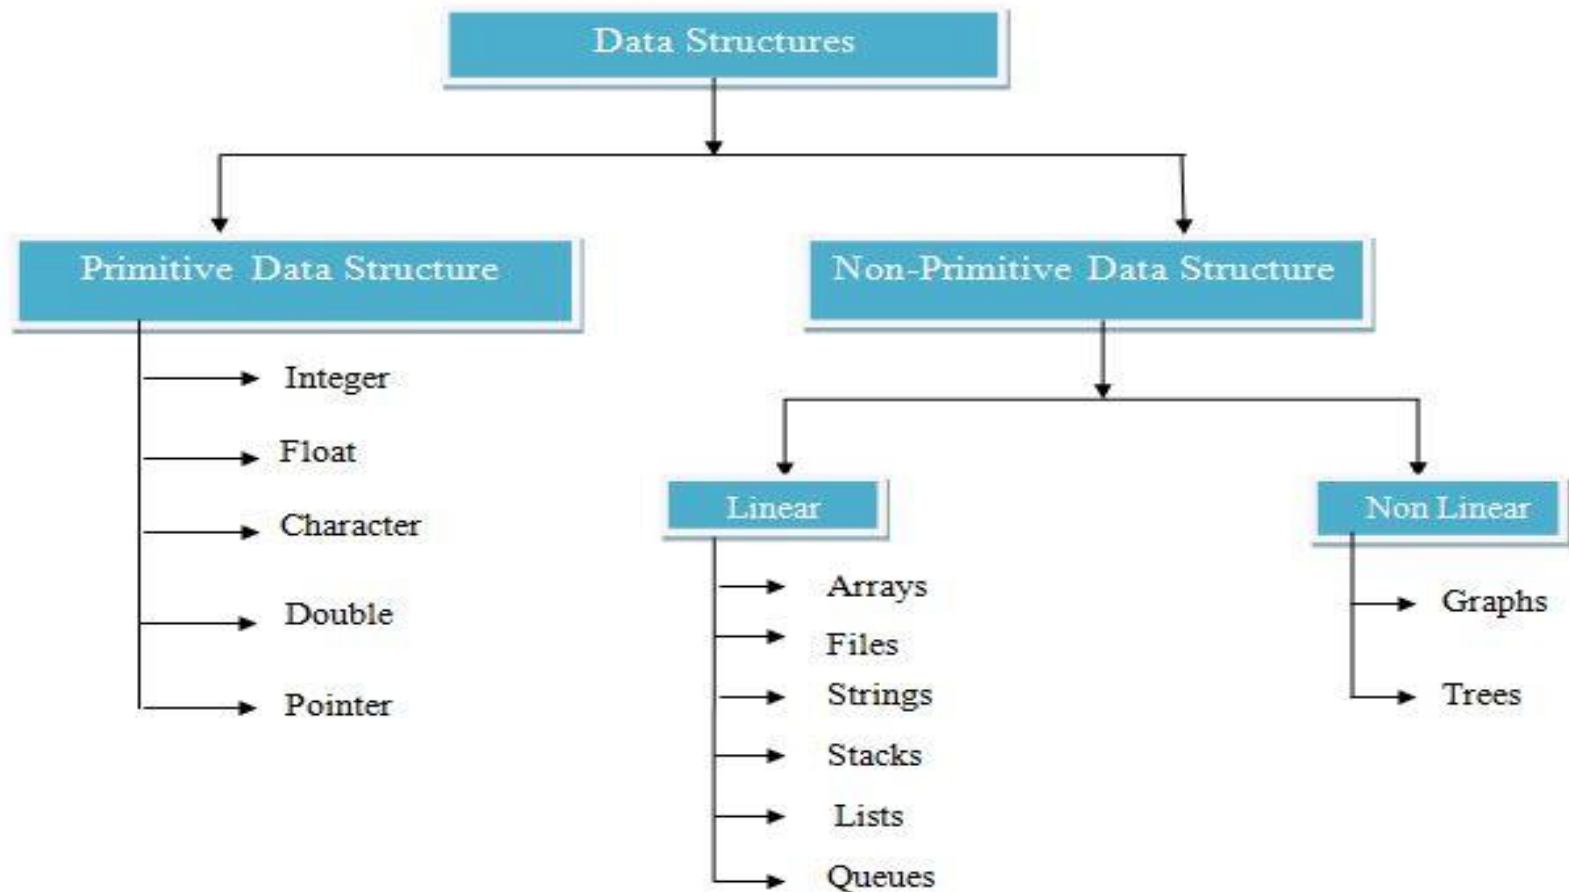 Data Structures
Primitive Data Structure
Non-Primitive Data Structure
Integer
Float
Character
Double
Pointer
Linear
Non Linear
Arrays
Files
Strings
Stacks
Lists
Queues
Graphs
Trees